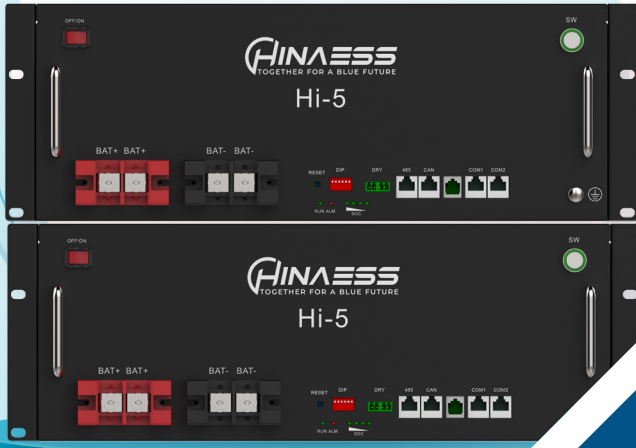 OFF/ON
SW
HINAESS
TOGETHER FOR A BLUE FUTURE
Hi-5
BAT+ BAT+ BAT- BAT-
RESET DIP DRY 485 CAN COM1 COM2
RUN ALM SOC
OFF/ON
SW
HINAESS
TOGETHER FOR A BLUE FUTURE
Hi-5
BAT+ BAT+ BAT- BAT-
RESET DIP DRY 485 CAN COM1 COM2
RUN ALM SOC